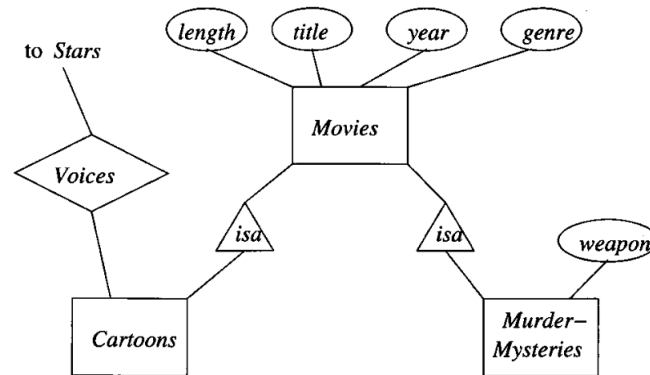 length
title
year
genre
to Stars
Movies
Voices
isa
isa
weapon
Cartoons
Murder–
Mysteries